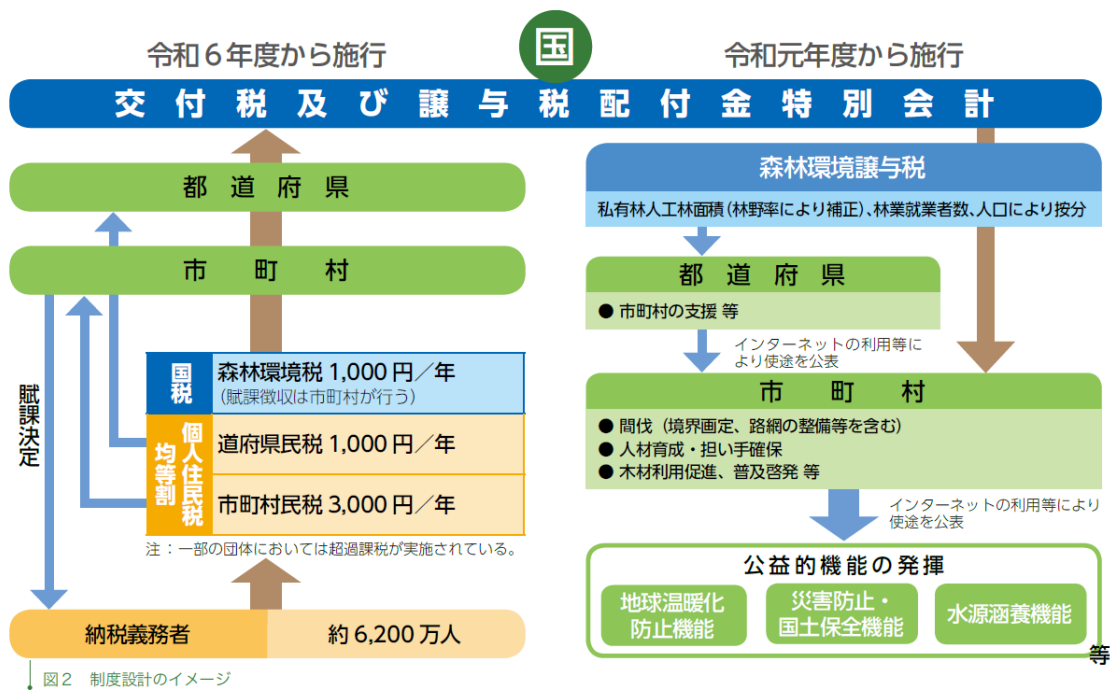 国
令和6年度から施行
令和元年度から施行
交付税及び譲与税配付金特別会計
都道府県
市町村
賦課決定
国税
森林環境税 1,000 円／年
(賦課徴収は市町村が行う)
個人住民税
均等割
道府県民税 1,000 円／年
市町村民税 3,000 円／年
注：一部の団体においては超過課税が実施されている。
納税義務者
約 6,200 万人
図2 制度設計のイメージ
森林環境譲与税
私有林人工林面積(林野率により補正)、林業就業者数、人口により按分
都道府県
● 市町村の支援 等
インターネットの利用等に
より使途を公表
市町村
● 間伐（境界画定、路網の整備等を含む）
● 人材育成・担い手確保
● 木材利用促進、普及啓発 等
インターネットの利用等により
使途を公表
公益的機能の発揮
地球温暖化
防止機能
災害防止・
国土保全機能
水源涵養機能
等